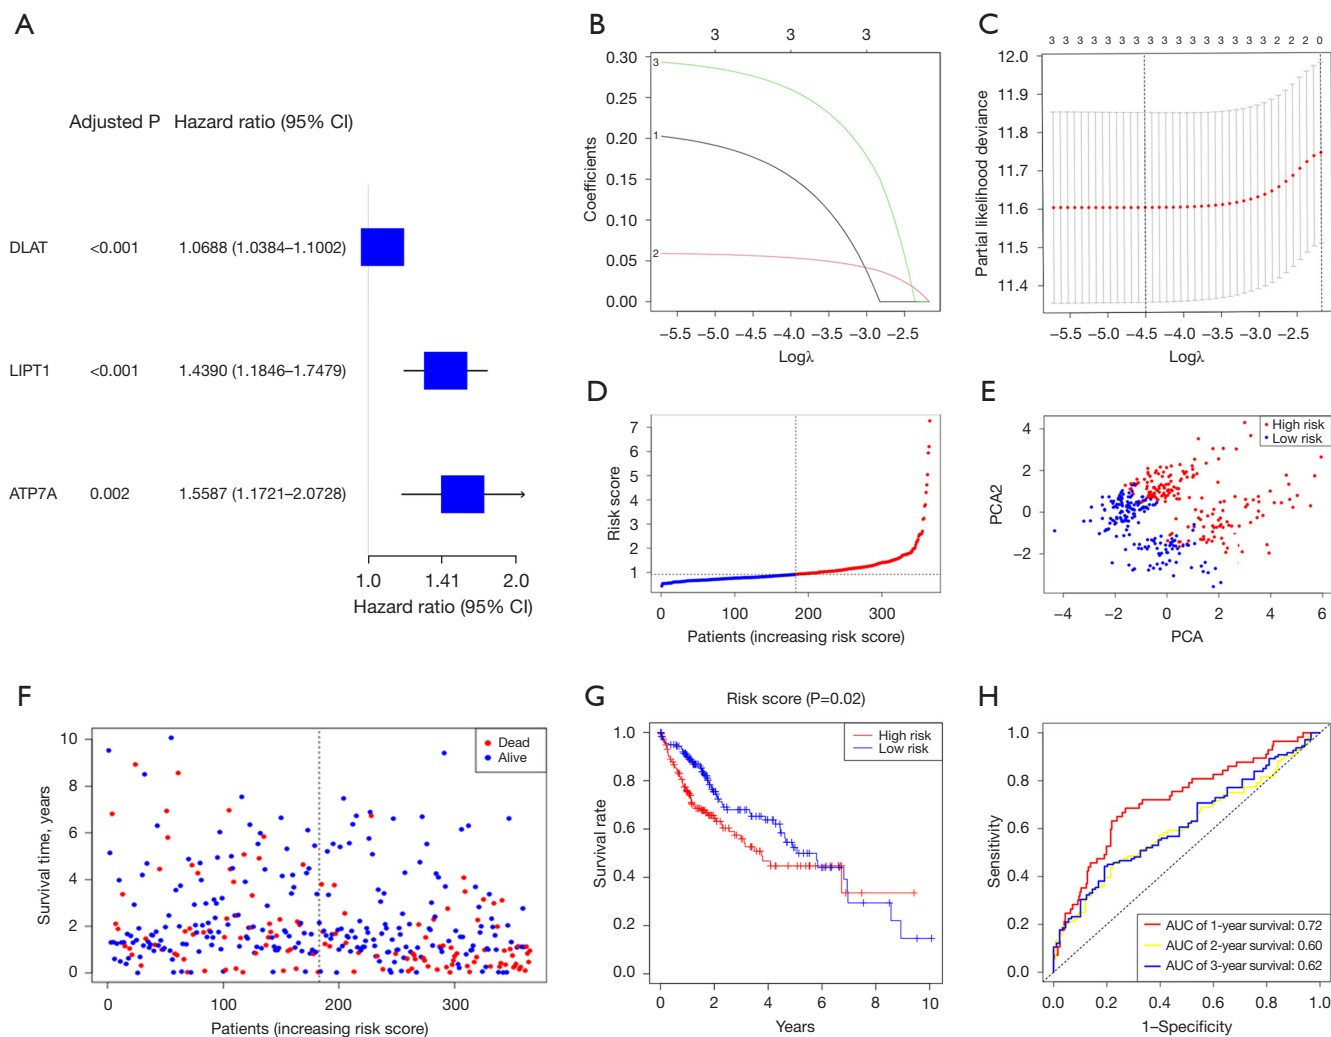 A
Adjusted P Hazard ratio (95% CI)
DLAT <0.001 1.0688 (1.0384–1.1002)
LIPT1 <0.001 1.4390 (1.1846–1.7479)
ATP7A 0.002 1.5587 (1.1721–2.0728)
1.0 1.41 2.0
Hazard ratio (95% CI)
B
3 3 3
Coefficients
0.30
0.25
0.20
0.15
0.10
0.05
0.00
3
1
2
−5.5 −5.0 −4.5 −4.0 −3.5 −3.0 −2.5
Logλ
C
3 3 3 3 3 3 3 3 3 3 3 3 3 3 3 3 2 2 2 0
Partial likelihood deviance
12.0
11.9
11.8
11.7
11.6
11.5
11.4
−5.5 −5.0 −4.5 −4.0 −3.5 −3.0 −2.5
Logλ
D
Risk score
7
6
5
4
3
2
1
0 100 200 300
Patients (increasing risk score)
E
High risk
Low risk
PCA2
4
2
0
−2
−4 −2 0 2 4 6
PCA
F
Dead
Alive
Survival time, years
10
8
6
4
2
0
0 100 200 300
Patients (increasing risk score)
G
Risk score (P=0.02)
High risk
Low risk
Survival rate
1.0
0.8
0.6
0.4
0.2
0.0
0 2 4 6 8 10
Years
H
Sensitivity
1.0
0.8
0.6
0.4
0.2
0.0
AUC of 1-year survival: 0.72
AUC of 2-year survival: 0.60
AUC of 3-year survival: 0.62
0.0 0.2 0.4 0.6 0.8 1.0
1–Specificity